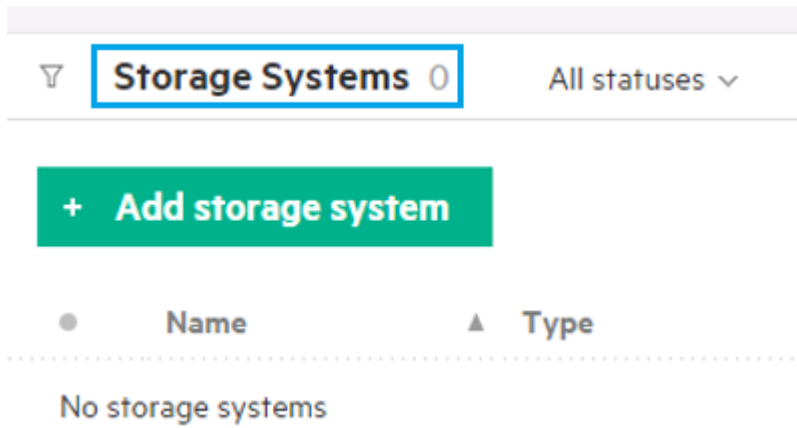 Storage Systems 0 All statuses
+ Add storage system
Name Type
No storage systems